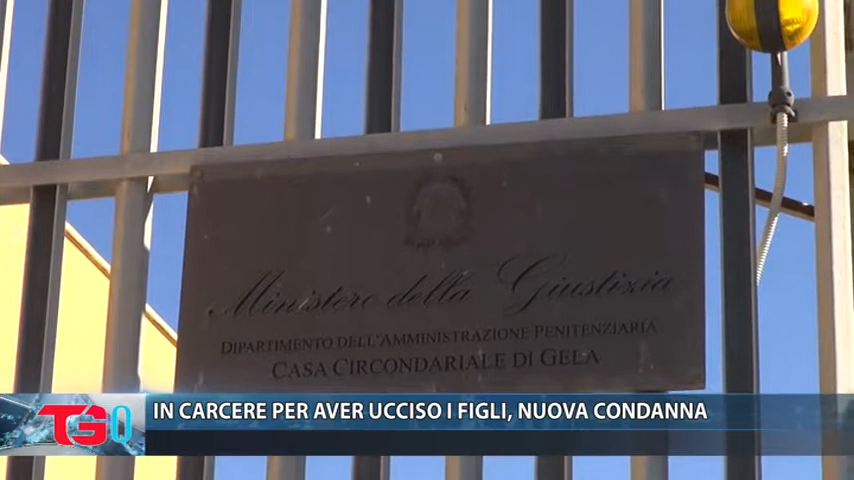 Ministero della Giustizia
DIPARTIMENTO DELL'AMMINISTRAZIONE PENITENZIARIA
CASA CIRCONDARIALE DI GELA
TG Q
IN CARCERE PER AVER UCCISO I FIGLI, NUOVA CONDANNA